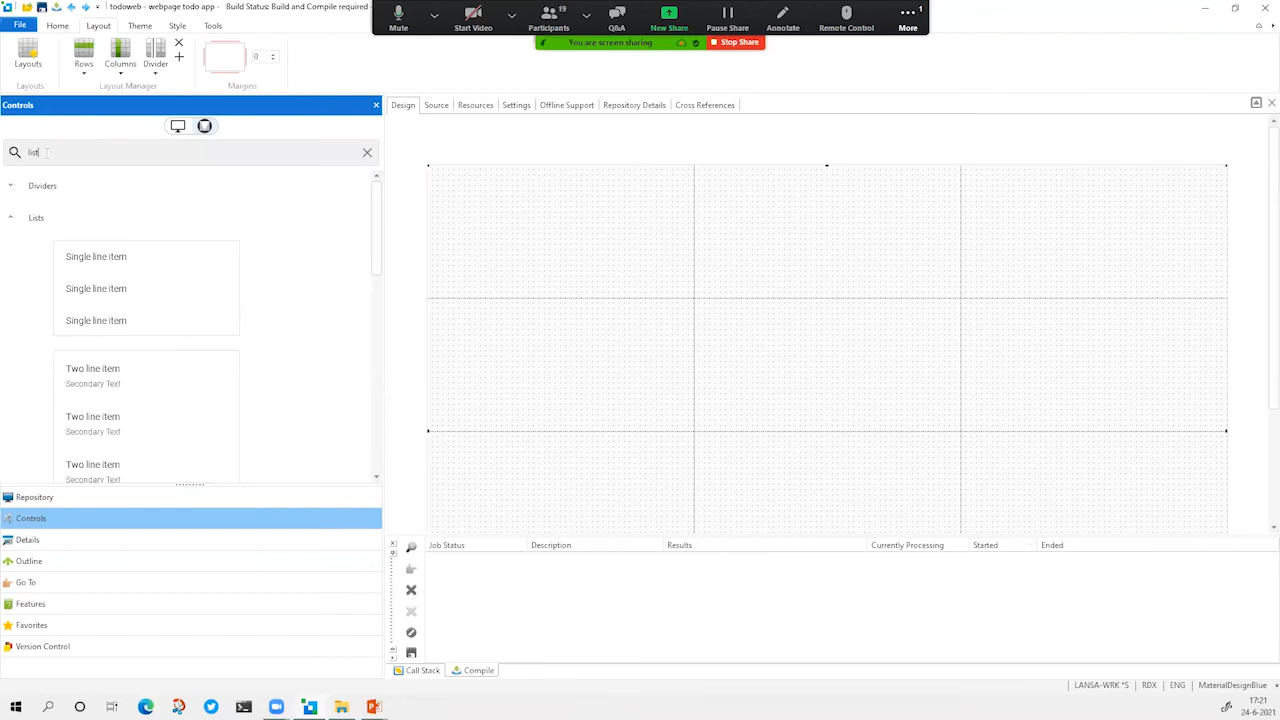 todoweb - webpage todo app - Build Status: Build and Compile required -
19
1
Mute
Start Video
Participants
Q&A
New Share
Pause Share
Annotate
Remote Control
More
File
Home
Layout
Theme
Style
Tools
You are screen sharing
Stop Share
0
Layouts
Rows
Columns
Divider
Layouts
Layout Manager
Margins
Controls
Design
Source
Resources
Settings
Offline Support
Repository Details
Cross References
list
Dividers
Lists
Single line item
Single line item
Single line item
Two line item
Secondary Text
Two line item
Secondary Text
Two line item
Secondary Text
Repository
Controls
Details
Outline
Go To
Features
Favorites
Version Control
Job Status
Description
Results
Currently Processing
Started
Ended
Call Stack
Compile
LANSA-WRK *S
RDX
ENG
MaterialDesignBlue
17:21
24-6-2021